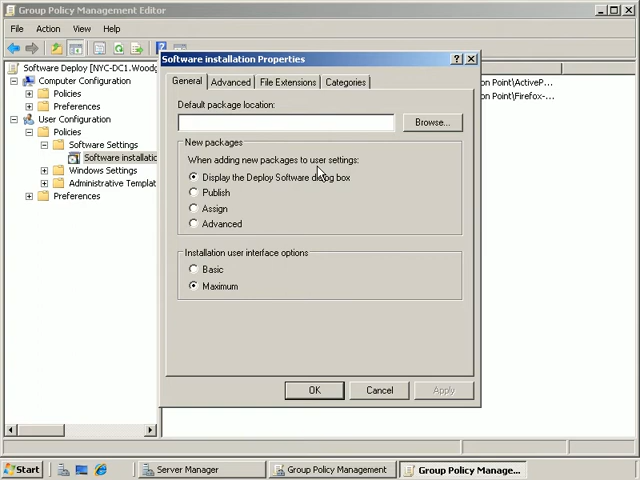 Group Policy Management Editor
File Action View Help
Software Deploy [NYC-DC1.Woodg
Computer Configuration
Policies
Preferences
User Configuration
Policies
Software Settings
Software installatio
Windows Settings
Administrative Templat
Preferences
Software installation Properties
General Advanced File Extensions Categories
Default package location:
Browse...
New packages
When adding new packages to user settings:
Display the Deploy Software dialog box
Publish
Assign
Advanced
Installation user interface options
Basic
Maximum
OK Cancel Apply
on Point\ActiveP...
on Point\Firefox-...
Start Server Manager Group Policy Management Group Policy Manage...